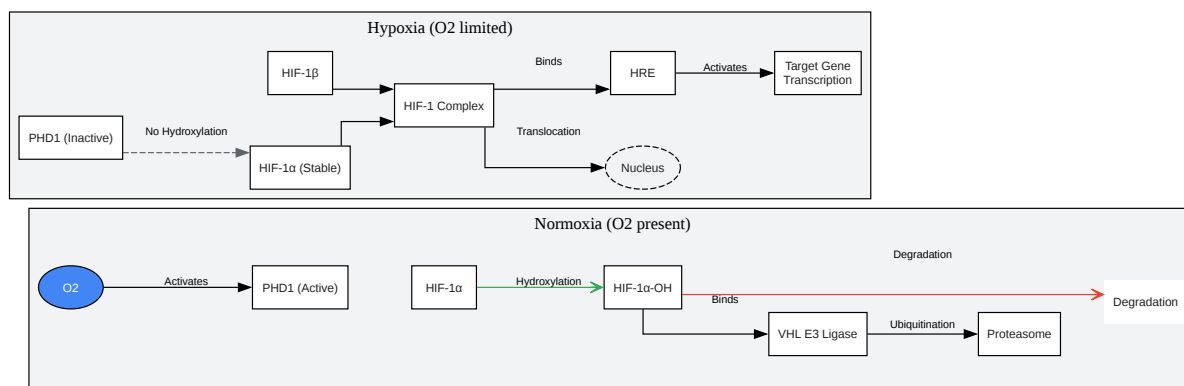 Hypoxia (O2 limited)
HIF-1β
Binds
HRE
Activates
Target Gene
Transcription
HIF-1 Complex
PHD1 (Inactive)
No Hydroxylation
Translocation
HIF-1α (Stable)
Nucleus
Normoxia (O2 present)
Degradation
O2
Activates
PHD1 (Active)
HIF-1α
Hydroxylation
HIF-1α-OH
Binds
Degradation
VHL E3 Ligase
Ubiquitination
Proteasome